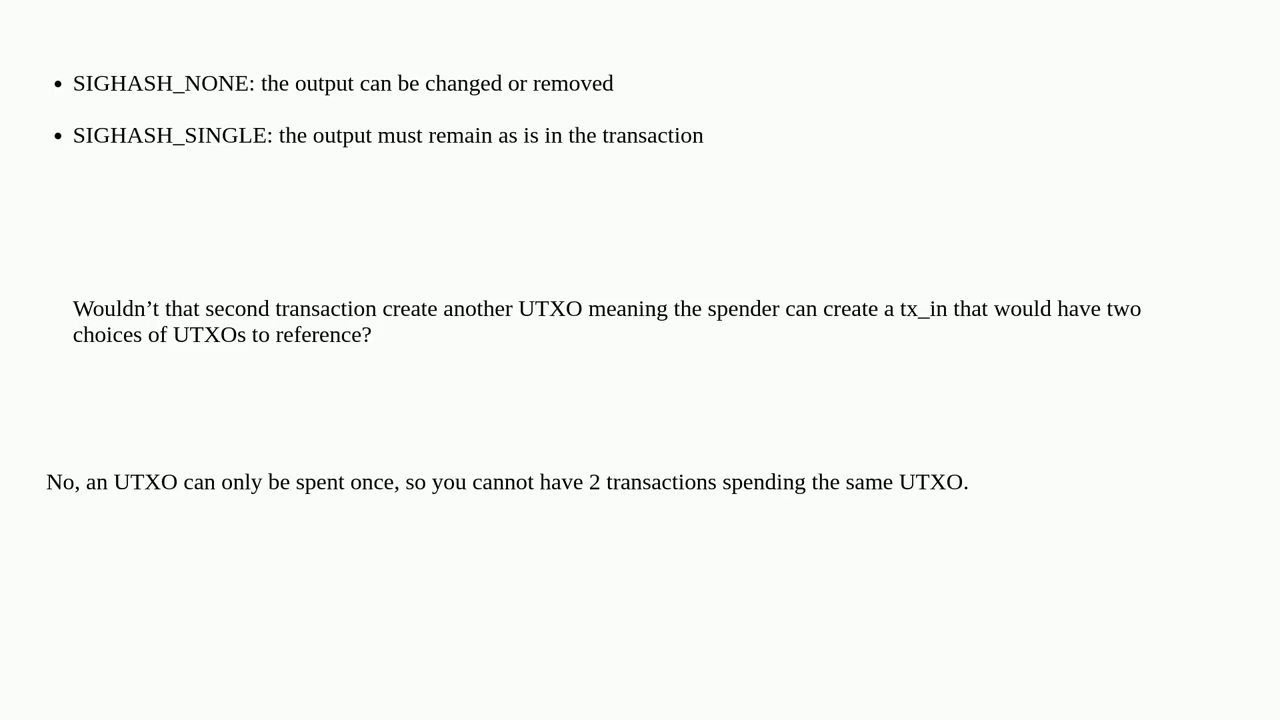 • SIGHASH_NONE: the output can be changed or removed
• SIGHASH_SINGLE: the output must remain as is in the transaction
Wouldn’t that second transaction create another UTXO meaning the spender can create a tx_in that would have two
choices of UTXOs to reference?
No, an UTXO can only be spent once, so you cannot have 2 transactions spending the same UTXO.